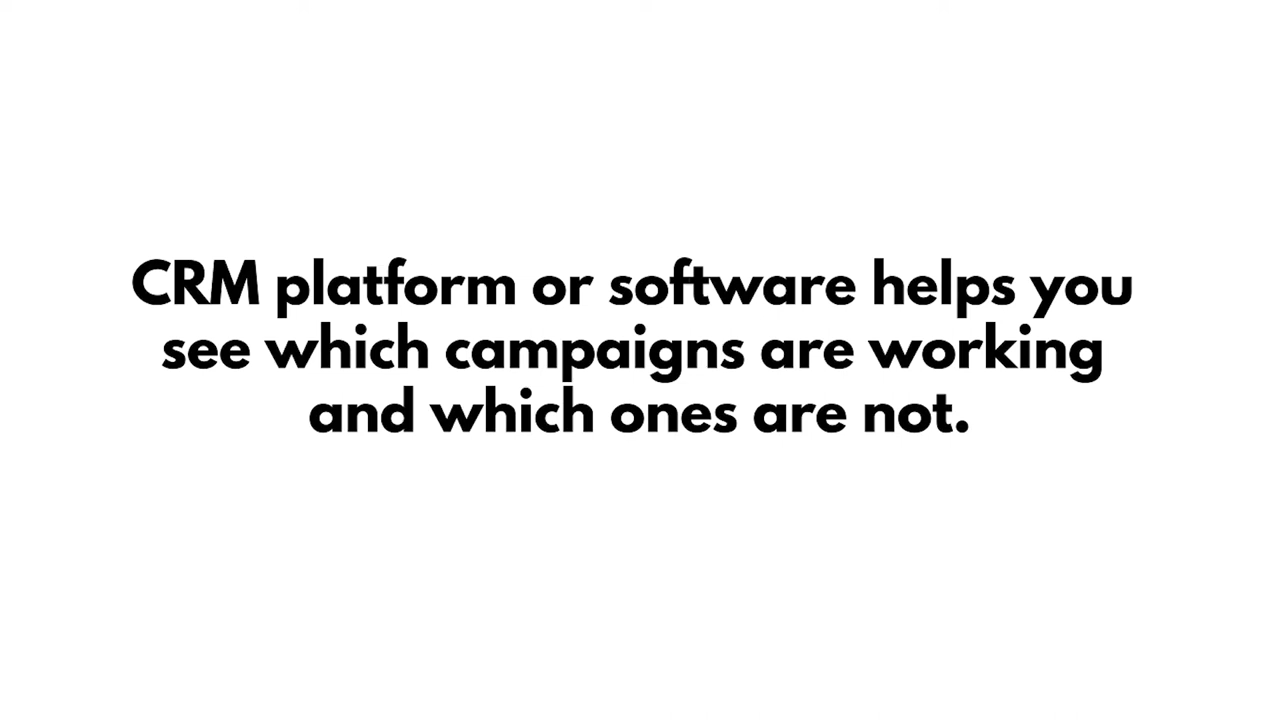 CRM platform or software helps you
see which campaigns are working
and which ones are not.